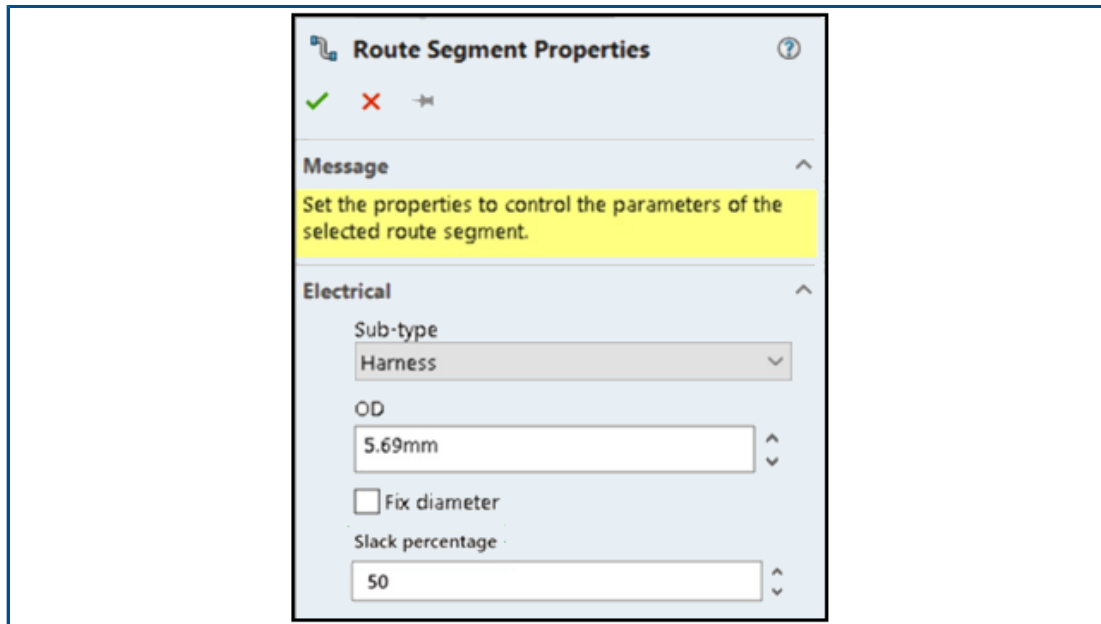 Route Segment Properties
Message
Set the properties to control the parameters of the
selected route segment.
Electrical
Sub-type
Harness
OD
5.69mm
Fix diameter
Slack percentage
50